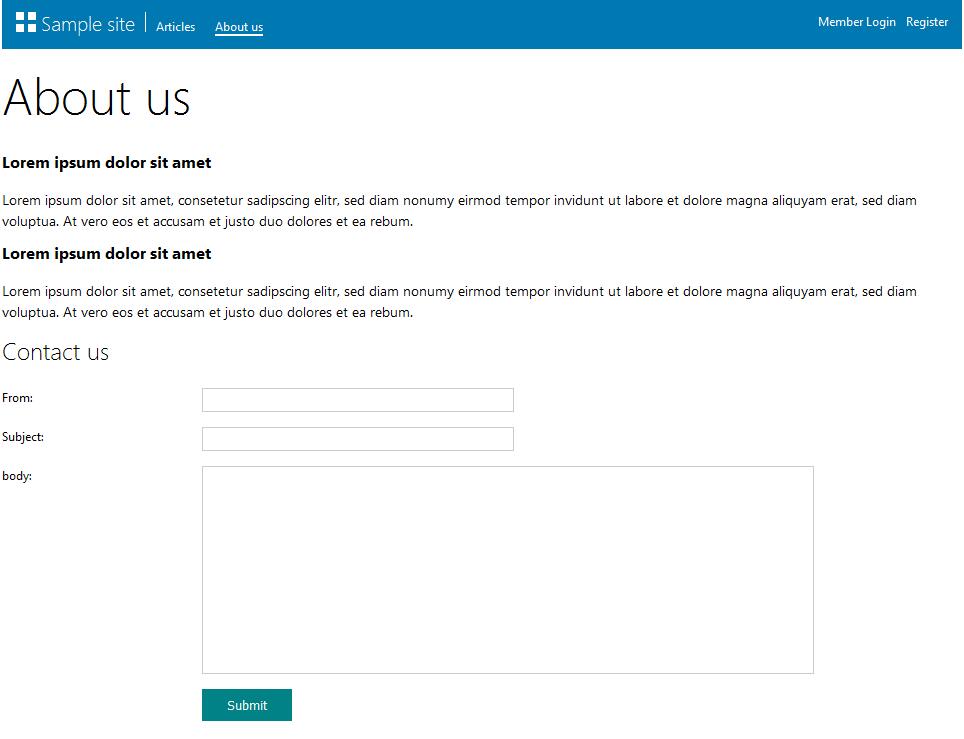 Sample site
Articles
About us
Member Login
Register
About us
Lorem ipsum dolor sit amet
Lorem ipsum dolor sit amet, consetetur sadipscing elitr, sed diam nonumy eirmod tempor invidunt ut labore et dolore magna aliquyam erat, sed diam
voluptua. At vero eos et accusam et justo duo dolores et ea rebum.
Lorem ipsum dolor sit amet
Lorem ipsum dolor sit amet, consetetur sadipscing elitr, sed diam nonumy eirmod tempor invidunt ut labore et dolore magna aliquyam erat, sed diam
voluptua. At vero eos et accusam et justo duo dolores et ea rebum.
Contact us
From:
Subject:
body:
Submit